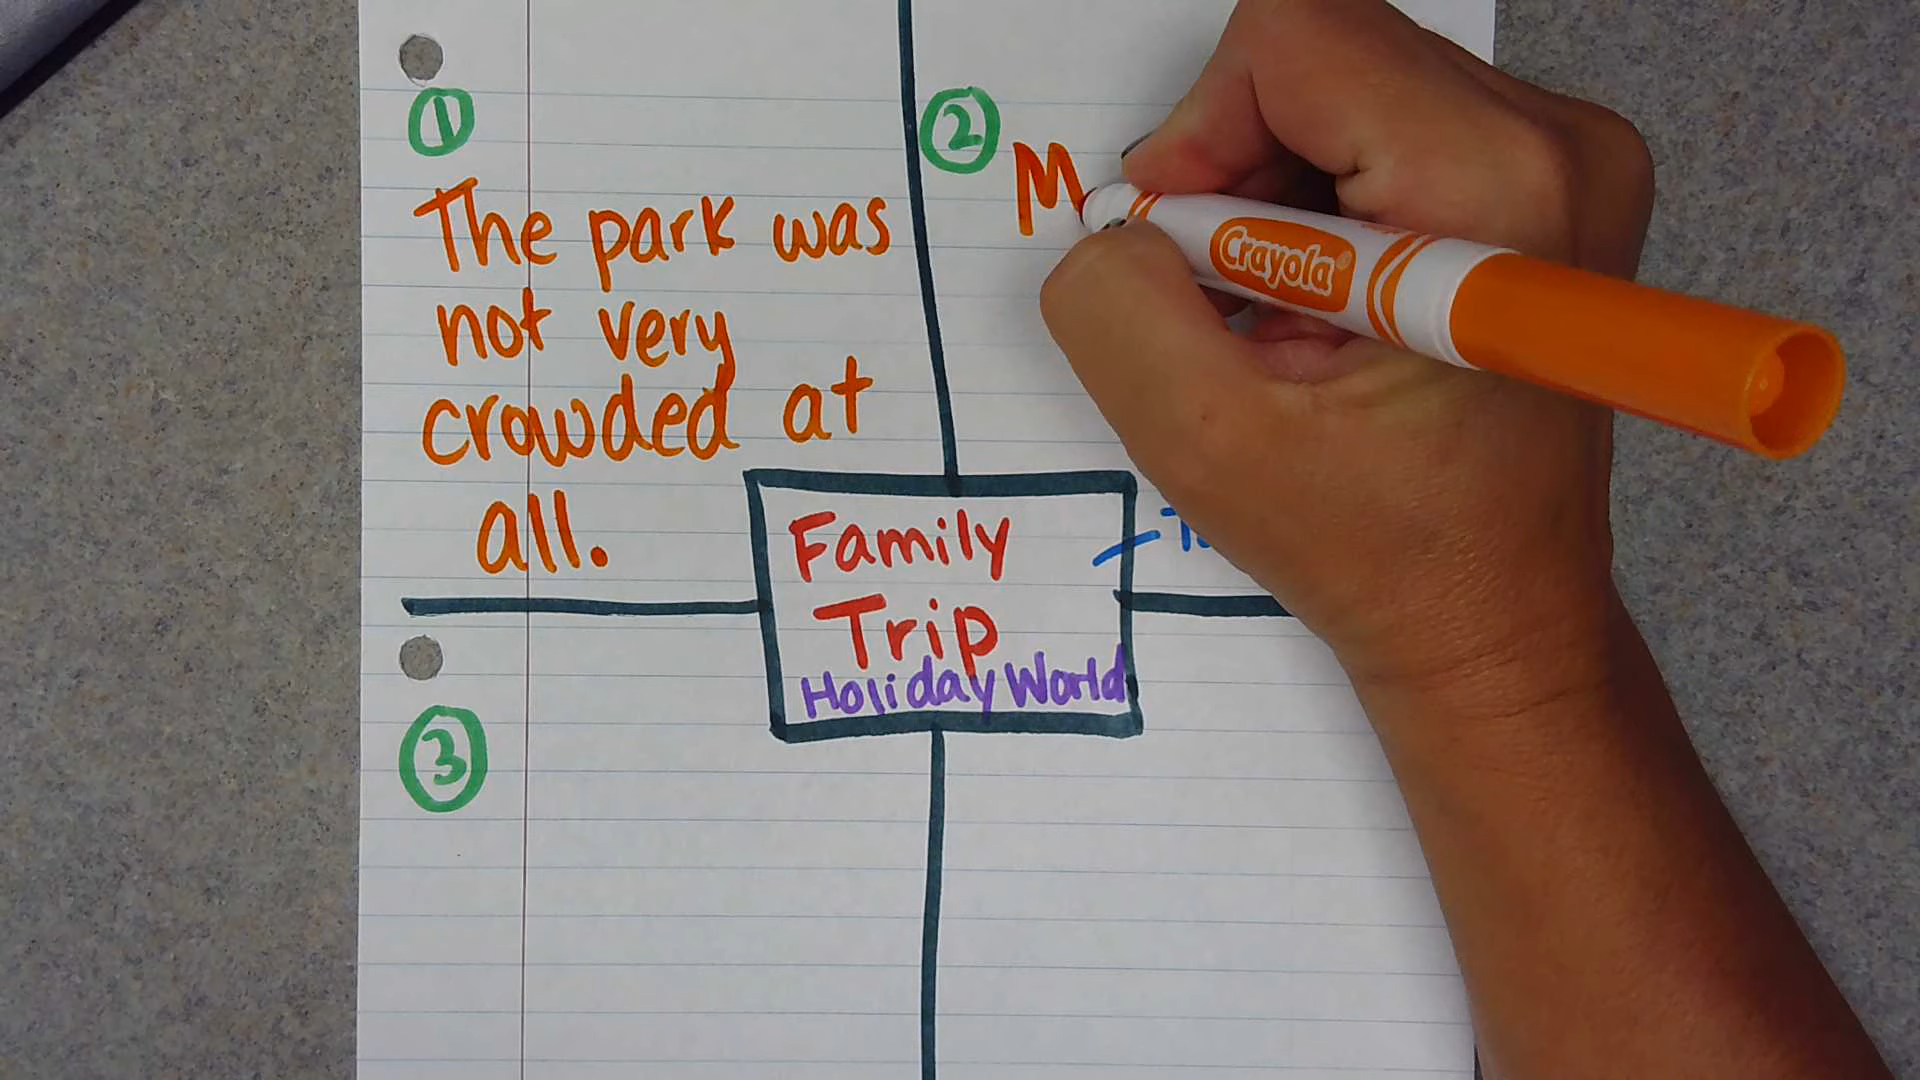 1
The park was
not very
crowded at
all.
2
M
Crayola
Family
Trip
Holiday World
3